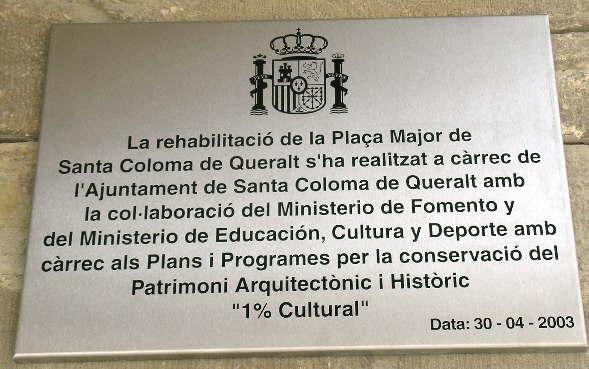 La rehabilitació de la Plaça Major de
Santa Coloma de Queralt s'ha realitzat a càrrec de
l'Ajuntament de Santa Coloma de Queralt amb
la col·laboració del Ministerio de Fomento y
del Ministerio de Educación, Cultura y Deporte amb
càrrec als Plans i Programes per la conservació del
Patrimoni Arquitectònic i Històric
"1% Cultural"
Data: 30 - 04 - 2003